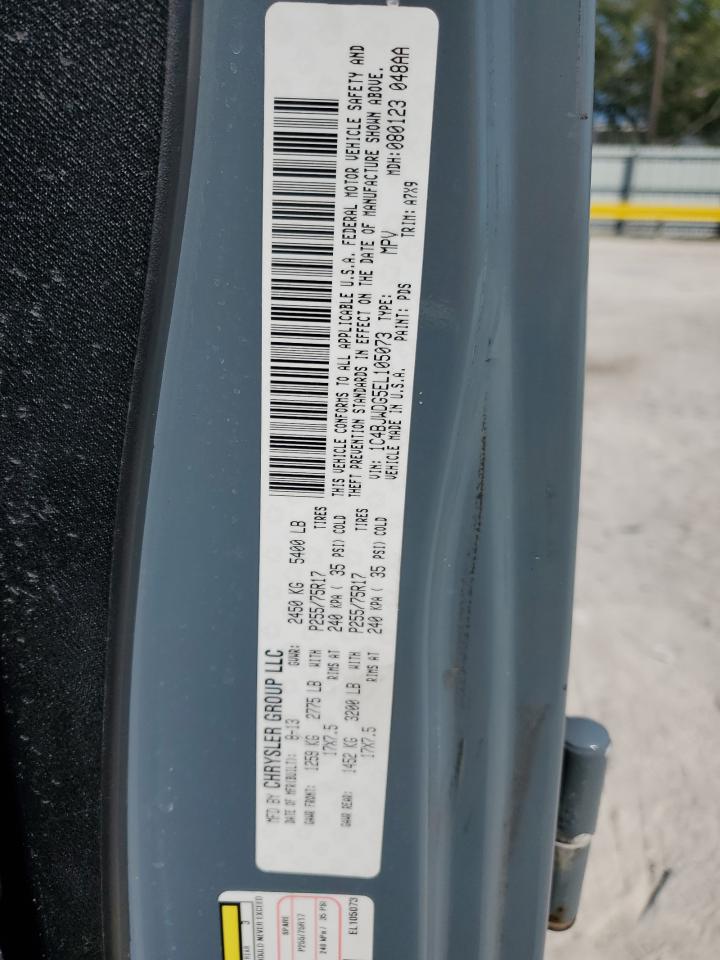 MFD BY CHRYSLER GROUP LLC
DATE OF MFR(BUILT): 8-13 GVWR: 2450 KG 5400 LB
GAWR FRONT: 1259 KG 2775 LB WITH P255/75R17 TIRES
17X7.5 RIMS AT 240 KPA ( 35 PSI) COLD
GAWR REAR: 1452 KG 3200 LB WITH P255/75R17 TIRES
17X7.5 RIMS AT 240 KPA ( 35 PSI) COLD
THIS VEHICLE CONFORMS TO ALL APPLICABLE U.S.A. FEDERAL MOTOR VEHICLE SAFETY AND
THEFT PREVENTION STANDARDS IN EFFECT ON THE DATE OF MANUFACTURE SHOWN ABOVE.
VIN: 1C4BJWDG5EL105073 TYPE: MPV MDH:080123 048AA
VEHICLE MADE IN U.S.A. PAINT: PDS TRIM: A7X9
REAR 3
OULD NEVER EXCEED
SPARE
P255/75R17
240 KPa / 35 PSI
EL105073